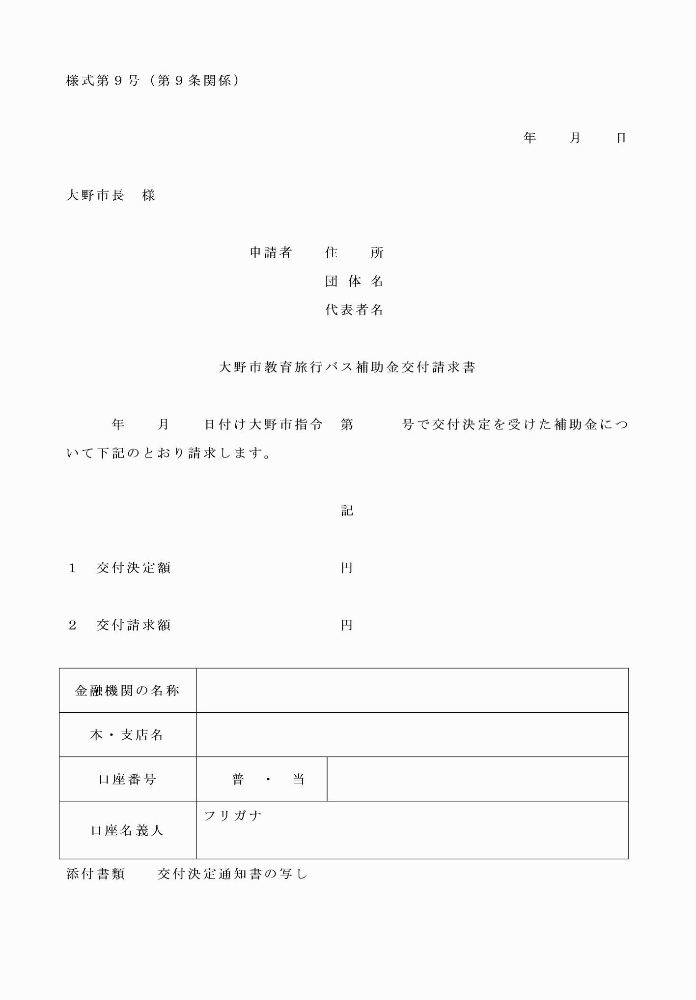 様式第９号（第９条関係）
年　　月　　日
大野市長　様
申請者　　住　　所
団 体 名
代表者名
大野市教育旅行バス補助金交付請求書
年　　月　　日付け大野市指令　第　　　号で交付決定を受けた補助金につ
いて下記のとおり請求します。
記
１　交付決定額　　　　　　　　　　　円
２　交付請求額　　　　　　　　　　　円
金融機関の名称
本・支店名
口座番号　普　・　当
フリガナ
口座名義人
添付書類　　交付決定通知書の写し